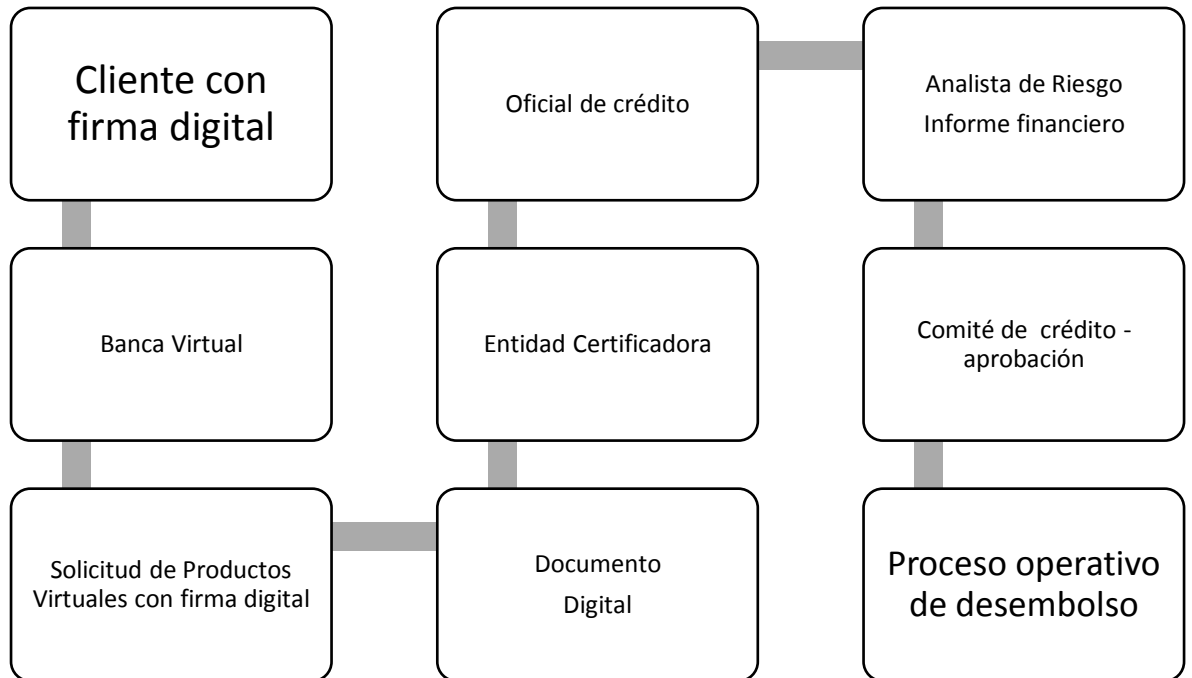 Cliente con
firma digital
Banca Virtual
Solicitud de Productos
Virtuales con firma digital
Documento
Digital
Entidad Certificadora
Oficial de crédito
Analista de Riesgo
Informe financiero
Comité de  crédito -
aprobación
Proceso operativo
de desembolso